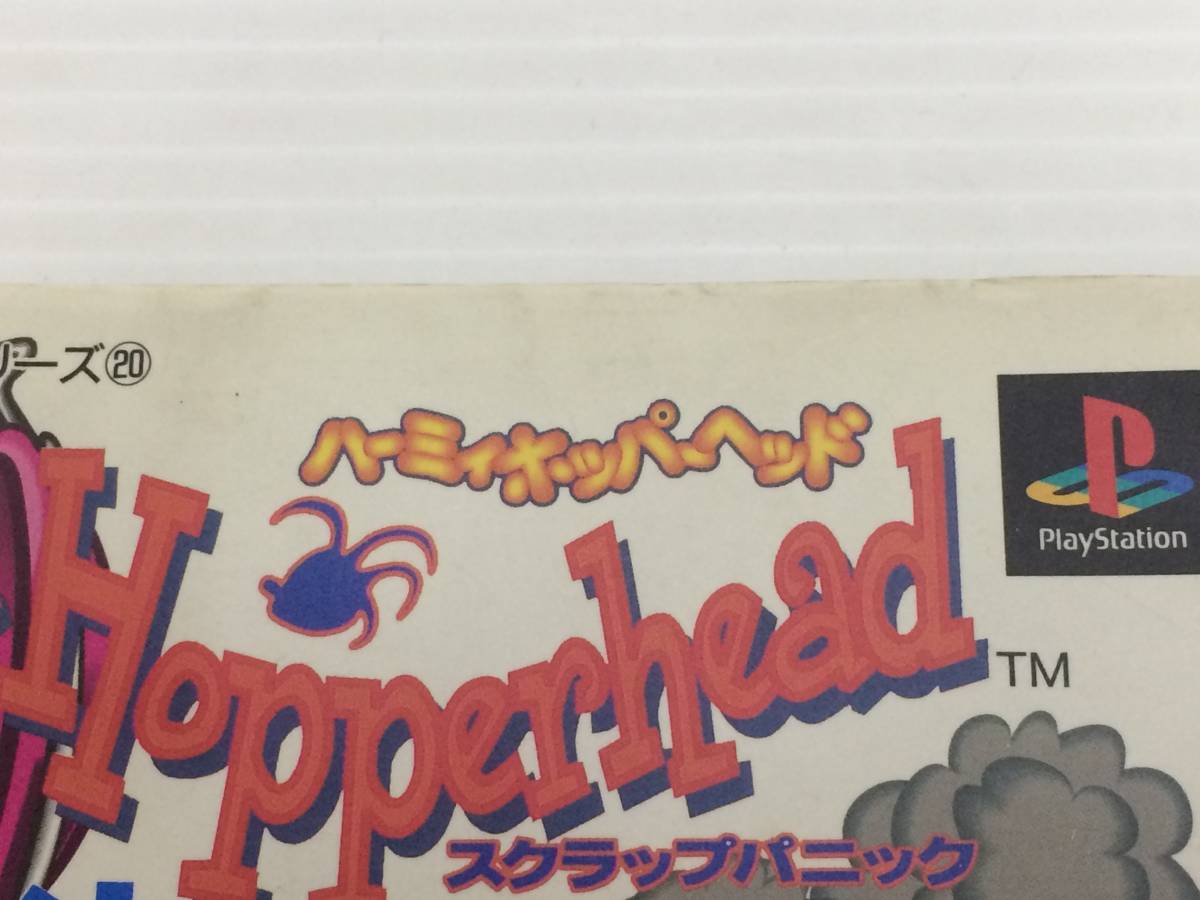 リーズ⑳
ハーミィホッパーヘッド
Hopperhead
TM
PlayStation
スクラップパニック